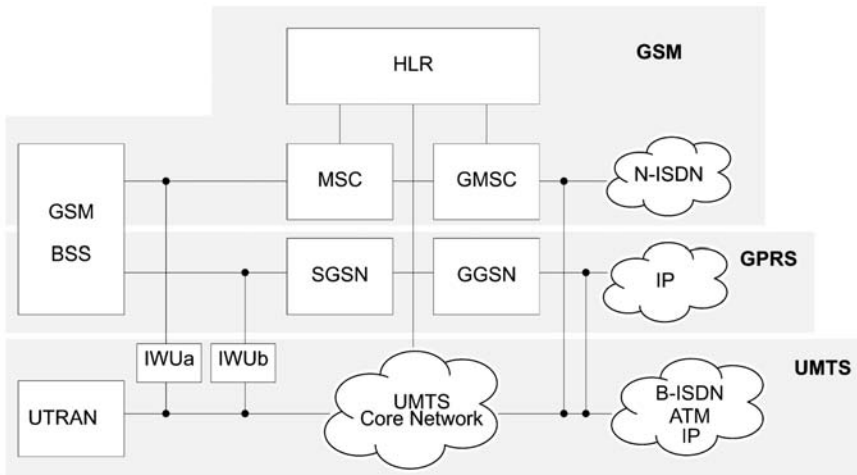 HLR
GSM
GSM
BSS
MSC
GMSC
N-ISDN
SGSN
GGSN
IP
GPRS
IWUa
IWUb
UMTS
UTRAN
UMTS
Core Network
B-ISDN
ATM
IP